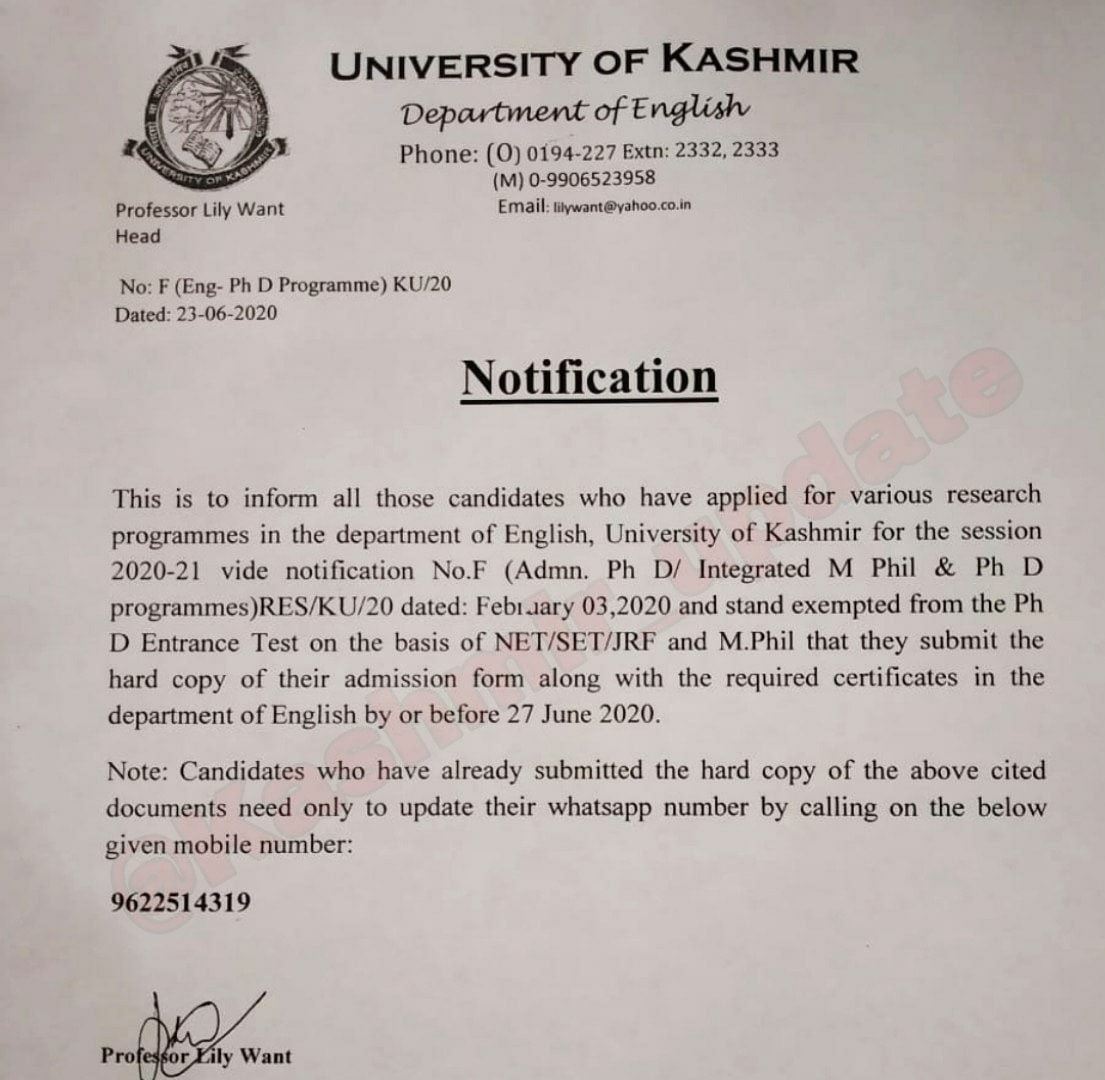 UNIVERSITY OF KASHMIR
Department of English
Phone: (O) 0194-227 Extn: 2332, 2333
(M) 0-9906523958
Email: lilywant@yahoo.co.in
UNIVERSITY OF KASHMIR
Professor Lily Want
Head
No: F (Eng- Ph D Programme) KU/20
Dated: 23-06-2020
Notification
This is to inform all those candidates who have applied for various research
programmes in the department of English, University of Kashmir for the session
2020-21 vide notification No.F (Admn. Ph D/ Integrated M Phil & Ph D
programmes)RES/KU/20 dated: February 03,2020 and stand exempted from the Ph
D Entrance Test on the basis of NET/SET/JRF and M.Phil that they submit the
hard copy of their admission form along with the required certificates in the
department of English by or before 27 June 2020.
Note: Candidates who have already submitted the hard copy of the above cited
documents need only to update their whatsapp number by calling on the below
given mobile number:
9622514319
Professor Lily Want
@Kashmir_update